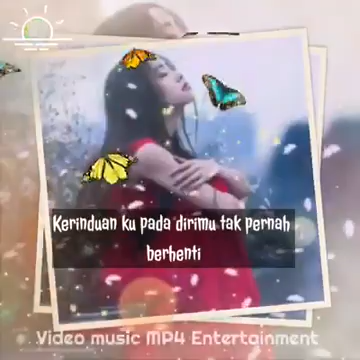 Kerinduan ku pada dirimu tak pernah
berhenti
Video music MP4 Entertainment